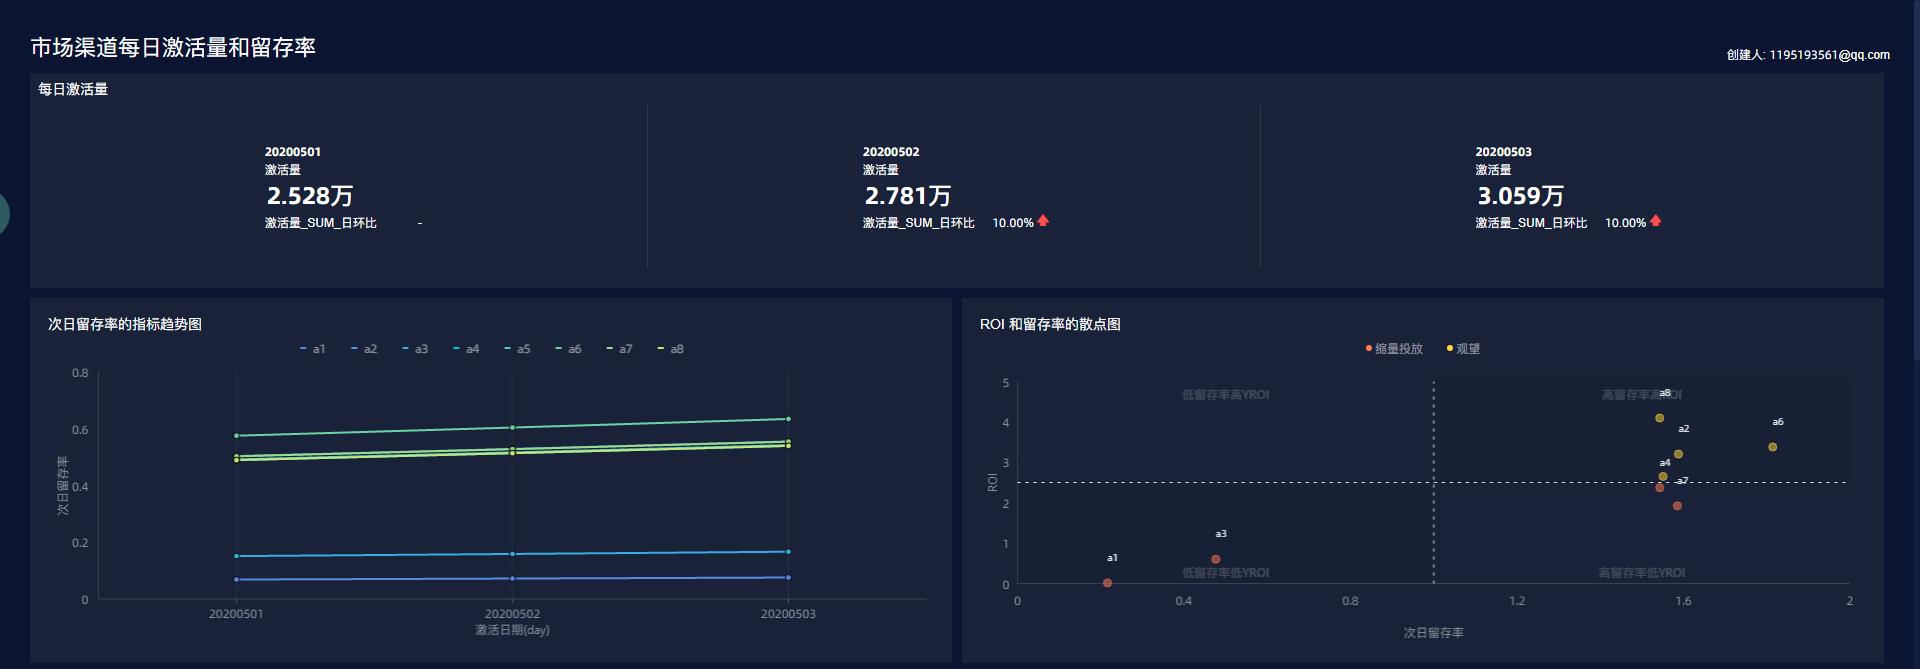 市场渠道每日激活量和留存率
创建人: 1195193561@qq.com
每日激活量
20200501
激活量
2.528万
激活量_SUM_日环比 -
20200502
激活量
2.781万
激活量_SUM_日环比 10.00%
20200503
激活量
3.059万
激活量_SUM_日环比 10.00%
次日留存率的指标趋势图
a1 a2 a3 a4 a5 a6 a7 a8
0.8
0.6
0.4
0.2
0
次日留存率
20200501 20200502 20200503
激活日期(day)
ROI 和留存率的散点图
缩量投放 观望
5
4
3
2
1
0
ROI
低留存率高YROI
高留存率高YROI
a8
a6
a2
a4
a7
a3
a1
低留存率低YROI
高留存率低YROI
0 0.4 0.8 1.2 1.6 2
次日留存率